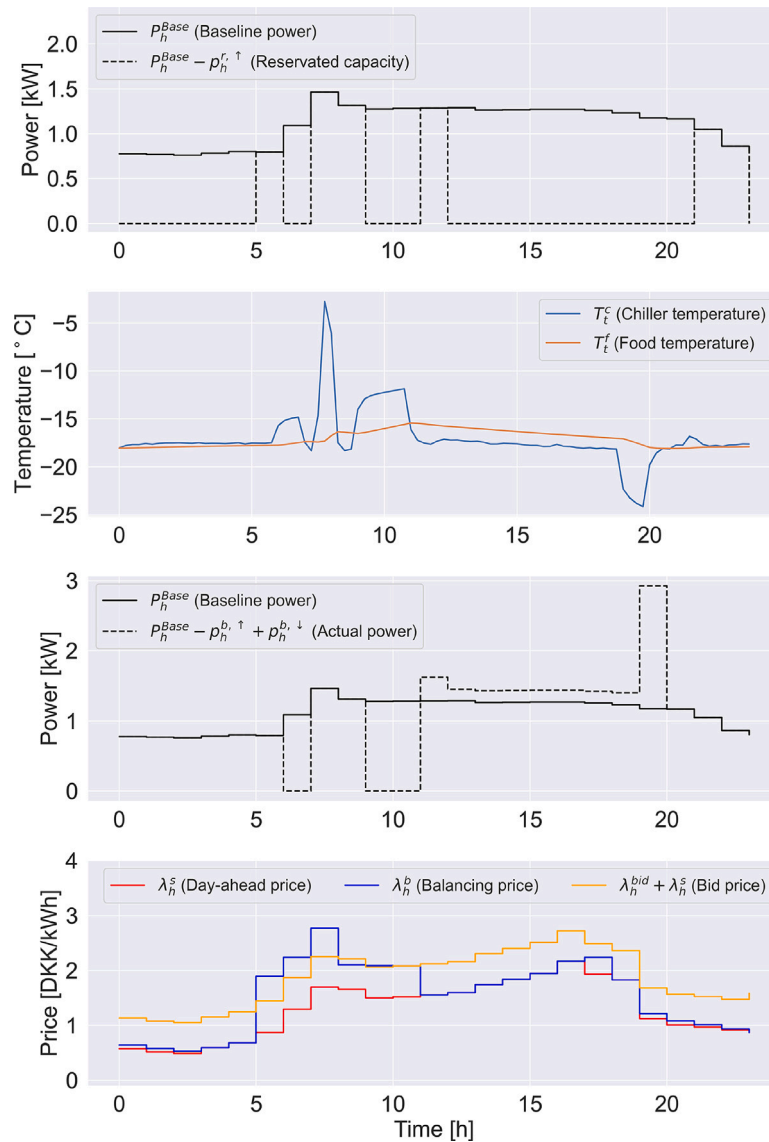 P_h^Base (Baseline power)
P_h^Base − p_h^{r,↑} (Reservated capacity)
Power [kW]
2.0
1.5
1.0
0.5
0.0
0 5 10 15 20
T_t^c (Chiller temperature)
T_t^f (Food temperature)
Temperature [°C]
−5
−10
−15
−20
−25
0 5 10 15 20
P_h^Base (Baseline power)
P_h^Base − p_h^{b,↑} + p_h^{b,↓} (Actual power)
Power [kW]
3
2
1
0
0 5 10 15 20
λ_h^s (Day-ahead price) λ_h^b (Balancing price) λ_h^bid + λ_h^s (Bid price)
Price [DKK/kWh]
4
3
2
1
0
0 5 10 15 20
Time [h]